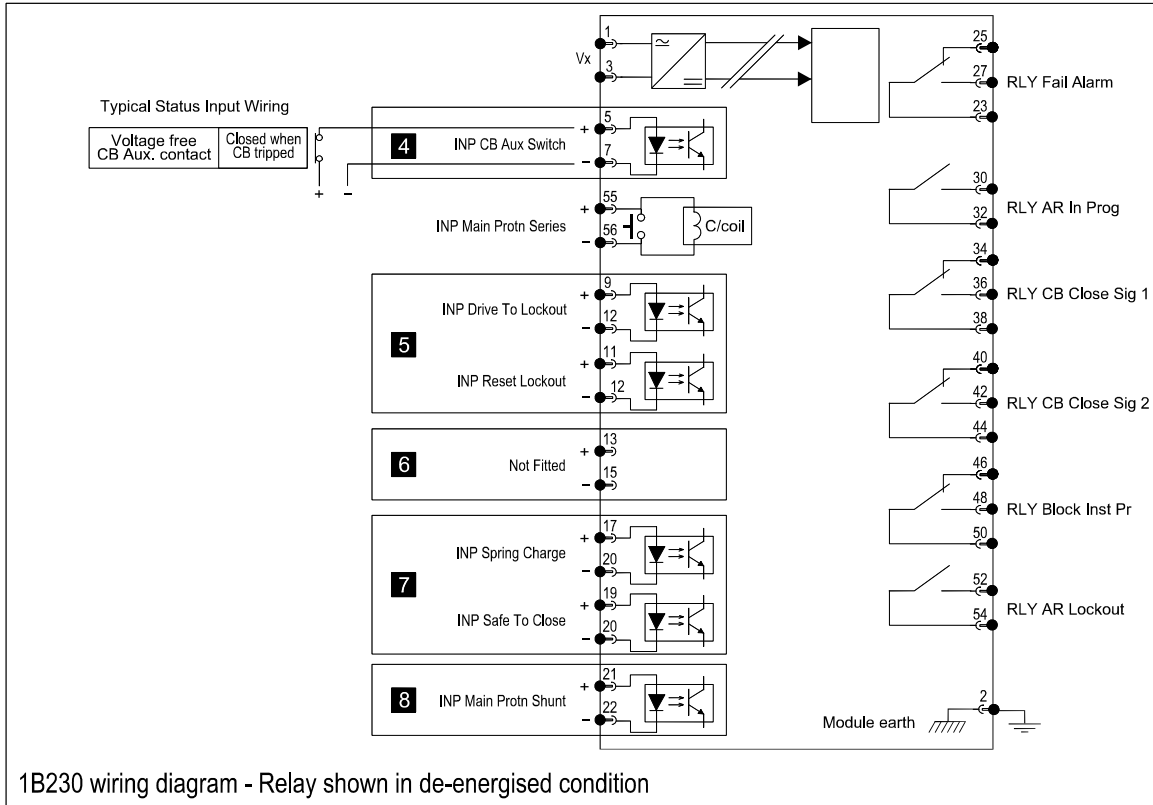 1
Vx
3
25
27
RLY Fail Alarm
23
Typical Status Input Wiring
Voltage free
CB Aux. contact
Closed when
CB tripped
+ −
4
INP CB Aux Switch
+ 5
− 7
30
RLY AR In Prog
32
INP Main Protn Series
+ 55
− 56
C/coil
34
36
RLY CB Close Sig 1
38
5
INP Drive To Lockout
+ 9
− 12
INP Reset Lockout
+ 11
− 12
40
42
RLY CB Close Sig 2
44
6
Not Fitted
+ 13
− 15
46
48
RLY Block Inst Pr
50
7
INP Spring Charge
+ 17
− 20
INP Safe To Close
+ 19
− 20
52
RLY AR Lockout
54
8
INP Main Protn Shunt
+ 21
− 22
Module earth
2
1B230 wiring diagram - Relay shown in de-energised condition